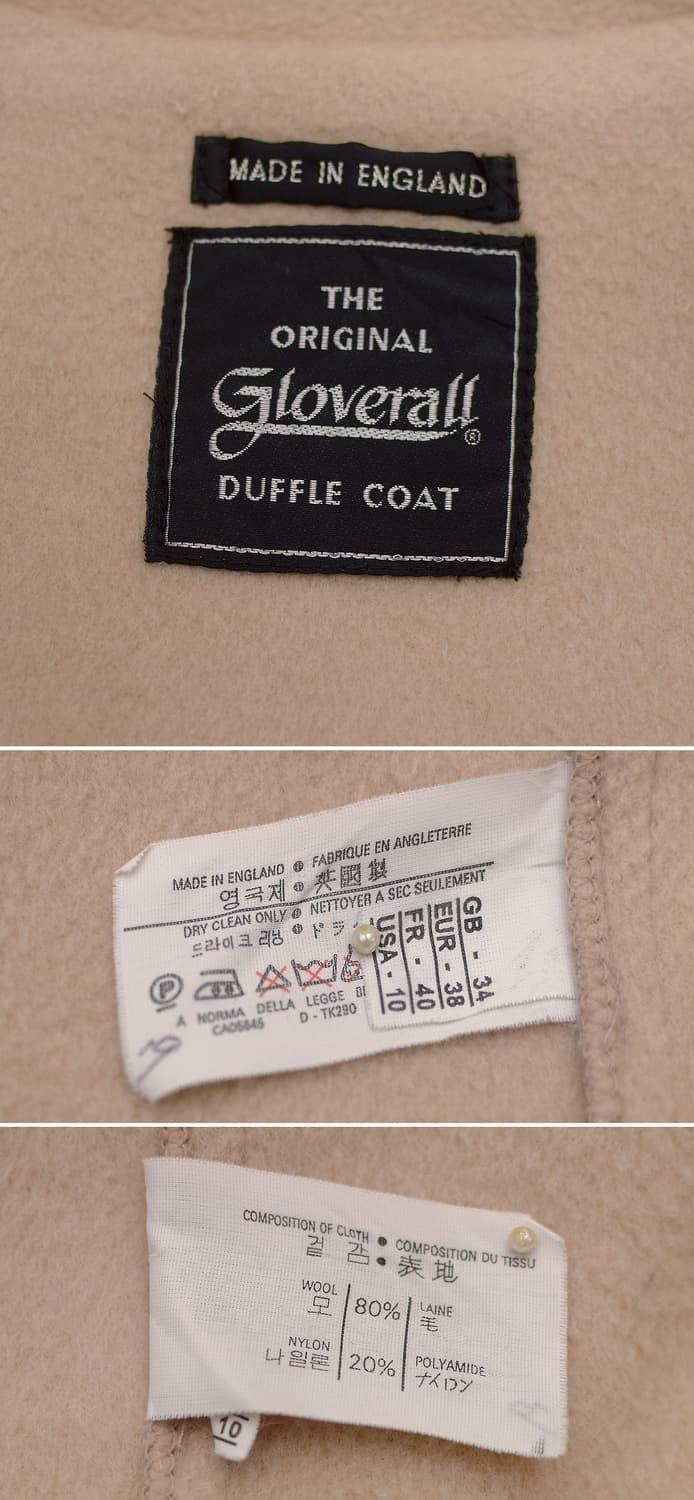 MADE IN ENGLAND
THE
ORIGINAL
Gloverall®
DUFFLE COAT
MADE IN ENGLAND ● FABRIQUE EN ANGLETERRE
영국제 ● 英國製
DRY CLEAN ONLY ● NETTOYER A SEC SEULEMENT
드라이크리닝 ● ドラ
P
A NORMA DELLA LEGGE
CA05645 D - TK290
GB - 34
EUR - 38
FR - 40
USA - 10
COMPOSITION OF CLOTH ● COMPOSITION DU TISSU
겉감 ● 表地
WOOL 80% LAINE
모 毛
NYLON 20% POLYAMIDE
나일론 ナイロン
10